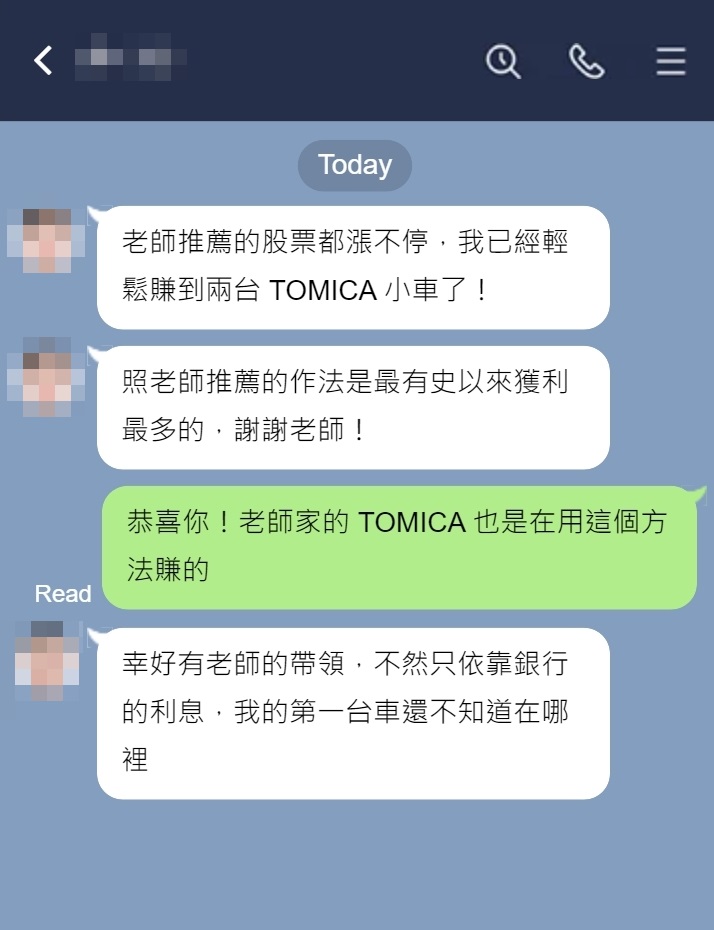 Today
老師推薦的股票都漲不停，我已經輕
鬆賺到兩台 TOMICA 小車了！
照老師推薦的作法是最有史以來獲利
最多的，謝謝老師！
恭喜你！老師家的 TOMICA 也是在用這個方
法賺的
Read
幸好有老師的帶領，不然只依靠銀行
的利息，我的第一台車還不知道在哪
裡